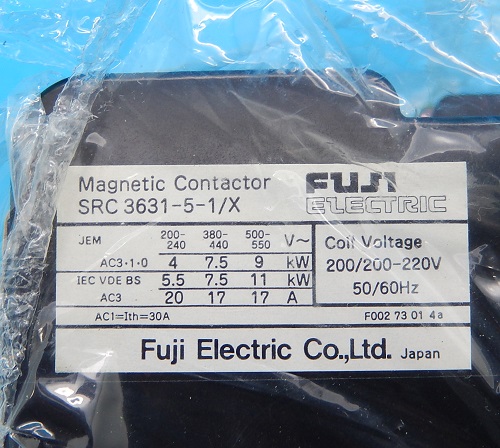 Magnetic Contactor
SRC 3631-5-1/X
FUJI
ELECTRIC
JEM 200-240 380-440 500-550 V~
AC3·1·0 4 7.5 9 kW
IEC VDE BS 5.5 7.5 11 kW
AC3 20 17 17 A
Coil Voltage
200/200-220V
50/60Hz
AC1=Ith=30A
F002 73 01 4a
Fuji Electric Co.,Ltd. Japan